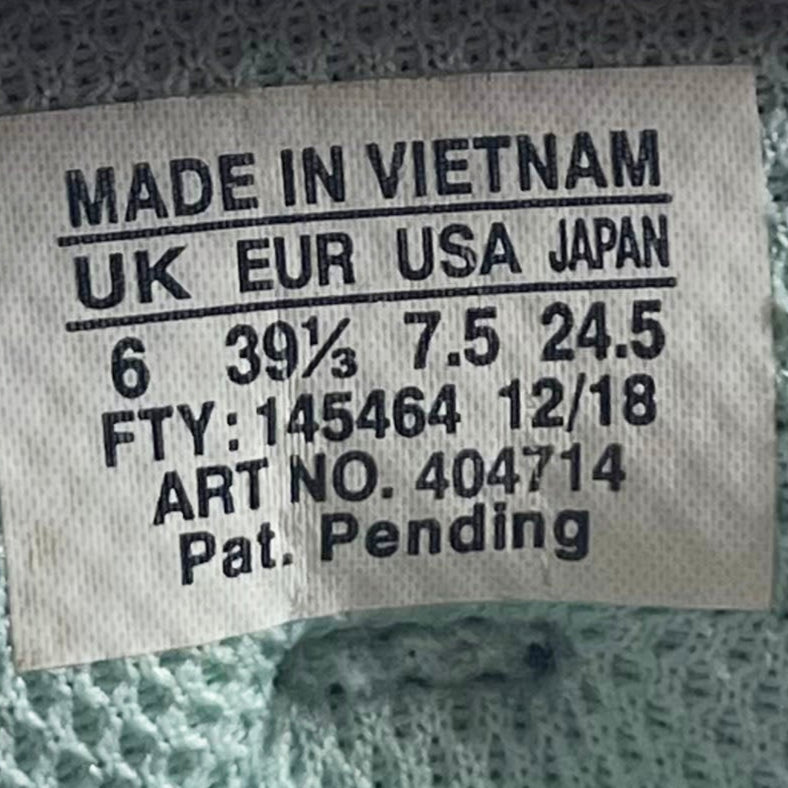 MADE IN VIETNAM
UK EUR USA JAPAN
6 39⅓ 7.5 24.5
FTY: 145464 12/18
ART NO. 404714
Pat. Pending